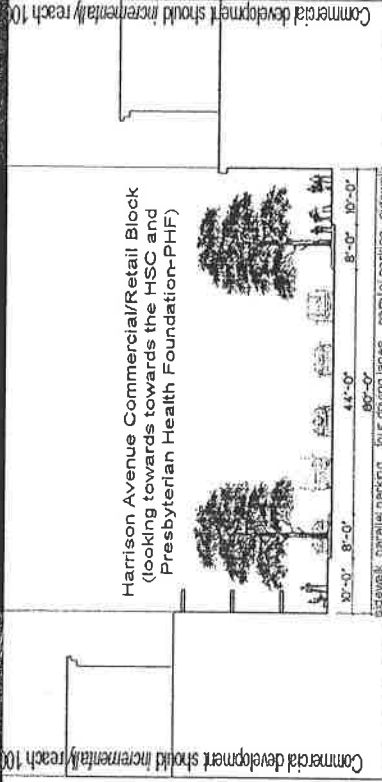 Commercial development should incrementally reach 100
Harrison Avenue Commercial/Retail Block
(looking towards towards the HSC and
Presbyterian Health Foundation-PHF)
Commercial development should incrementally reach 100
10'-0" 8'-0" 44'-0" 8'-0" 10'-0"
80'-0"
sidewalk parallel parking four driving lanes parallel parking sidewalk